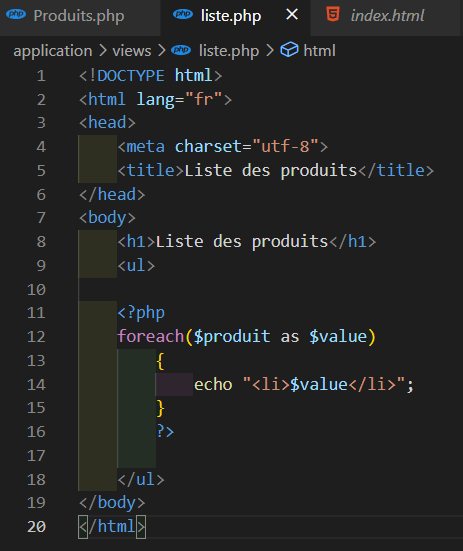 Produits.php liste.php × index.html
application > views > liste.php > html
1 <!DOCTYPE html>
2 <html lang="fr">
3 <head>
4 <meta charset="utf-8">
5 <title>Liste des produits</title>
6 </head>
7 <body>
8 <h1>Liste des produits</h1>
9 <ul>
10
11 <?php
12 foreach($produit as $value)
13 {
14 echo "<li>$value</li>";
15 }
16 ?>
17
18 </ul>
19 </body>
20 </html>